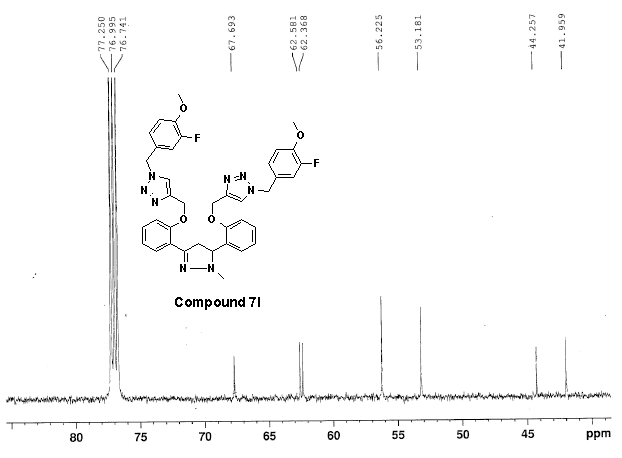 77.250
76.995
76.741
67.693
62.581
62.368
56.225
53.181
44.257
41.959
O
F
O
F
N
N
N
N
N
N
O
O
N
N
Compound 7l
80 75 70 65 60 55 50 45 ppm